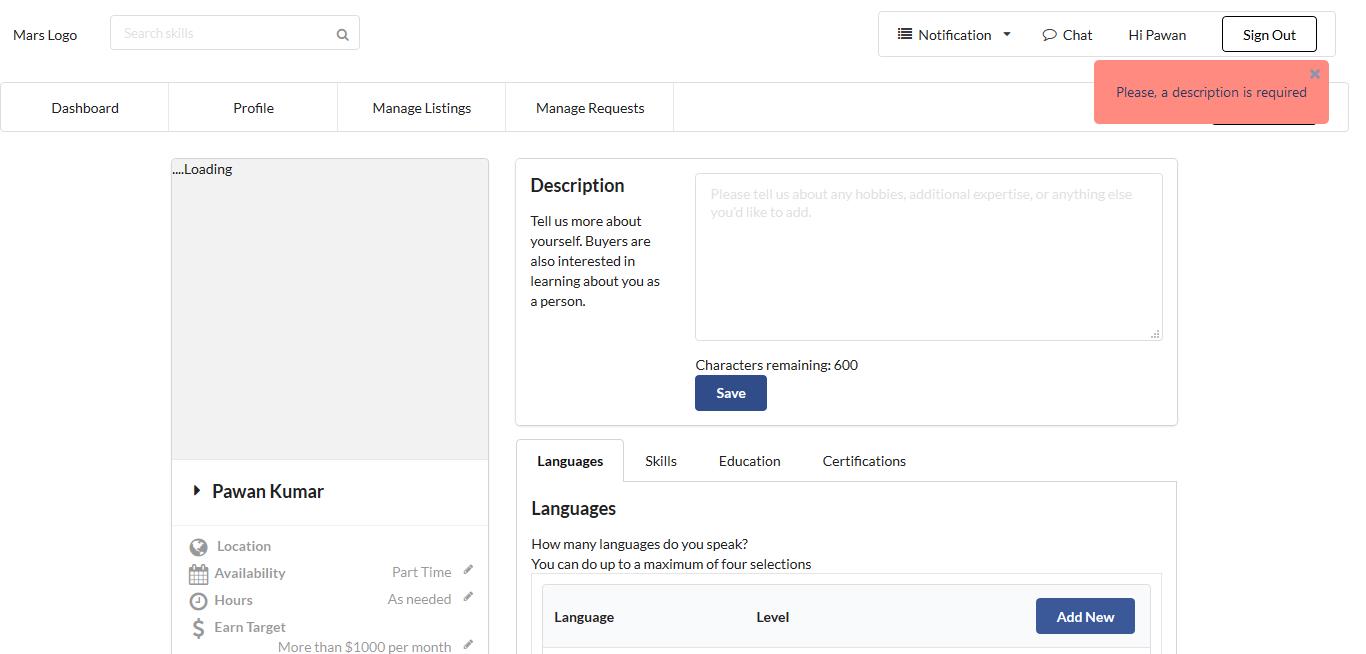 Mars Logo
Search skills
Notification
Chat
Hi Pawan
Sign Out
Please, a description is required
Dashboard
Profile
Manage Listings
Manage Requests
....Loading
Description
Tell us more about
yourself. Buyers are
also interested in
learning about you as
a person.
Please tell us about any hobbies, additional expertise, or anything else
you'd like to add.
Characters remaining: 600
Save
Pawan Kumar
Location
Availability
Part Time
Hours
As needed
Earn Target
More than $1000 per month
Languages
Skills
Education
Certifications
Languages
How many languages do you speak?
You can do up to a maximum of four selections
Language
Level
Add New